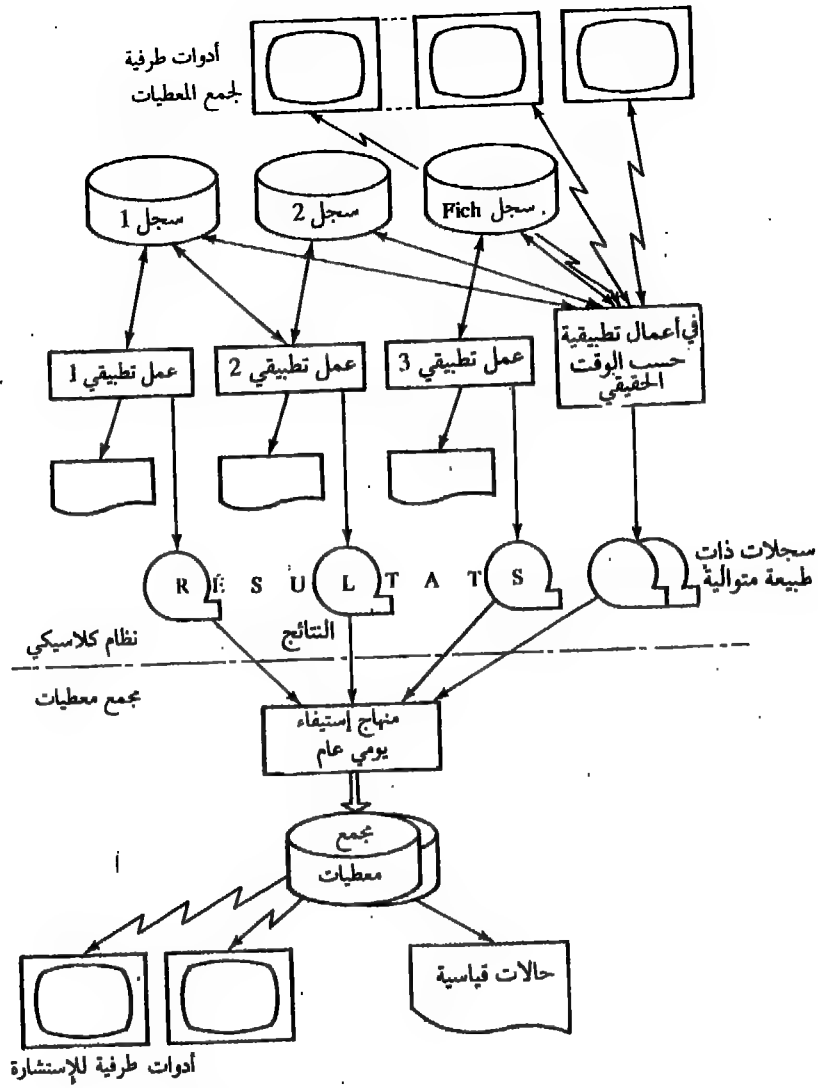 أدوات طرفية
لجمع المعطيات
سجل 1
سجل 2
سجل Fich
عمل تطبيقي 1
عمل تطبيقي 2
عمل تطبيقي 3
في أعمال تطبيقية
حسب الوقت
الحقيقي
R E S U L T A T S
سجلات ذات
طبيعة متوالية
النتائج
نظام كلاسيكي
مجمع معطيات
منهاج إستيفاء
يومي عام
مجمع
معطيات
حالات قياسية
أدوات طرفية للإستشارة